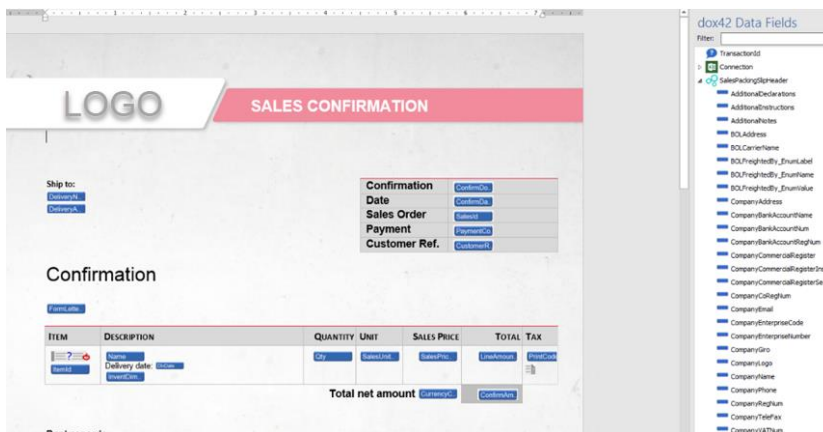 dox42 Data Fields
Filter:
TransactionId
Connection
SalesPackingSlipHeader
AdditionalDeclarations
AdditionalInstructions
AdditionalNotes
BOLAddress
BOLCarrierName
BOLFreightedBy_EnumLabel
BOLFreightedBy_EnumName
BOLFreightedBy_EnumValue
CompanyAddress
CompanyBankAccountName
CompanyBankAccountNum
CompanyBankAccountRegNum
CompanyCommercialRegister
CompanyCommercialRegisterIns
CompanyCommercialRegisterSe
CompanyCoRegNum
CompanyEmail
CompanyEnterpriseCode
CompanyEnterpriseNumber
CompanyGiro
CompanyLogo
CompanyName
CompanyPhone
CompanyRegNum
CompanyTeleFax
CompanyVATNum
LOGO
SALES CONFIRMATION
Ship to:
DeliveryN..
DeliveryA..
Confirmation ConfirmDo..
Date ConfirmDa..
Sales Order SalesId
Payment PaymentCo
Customer Ref. CustomerR
Confirmation
FormLette..
ITEM DESCRIPTION QUANTITY UNIT SALES PRICE TOTAL TAX
Name Qty SalesUnit.. SalesPric.. LineAmoun.. PrintCode
ItemId Delivery date:
InventDim..
Total net amount CurrencyC.. ConfirmAm..